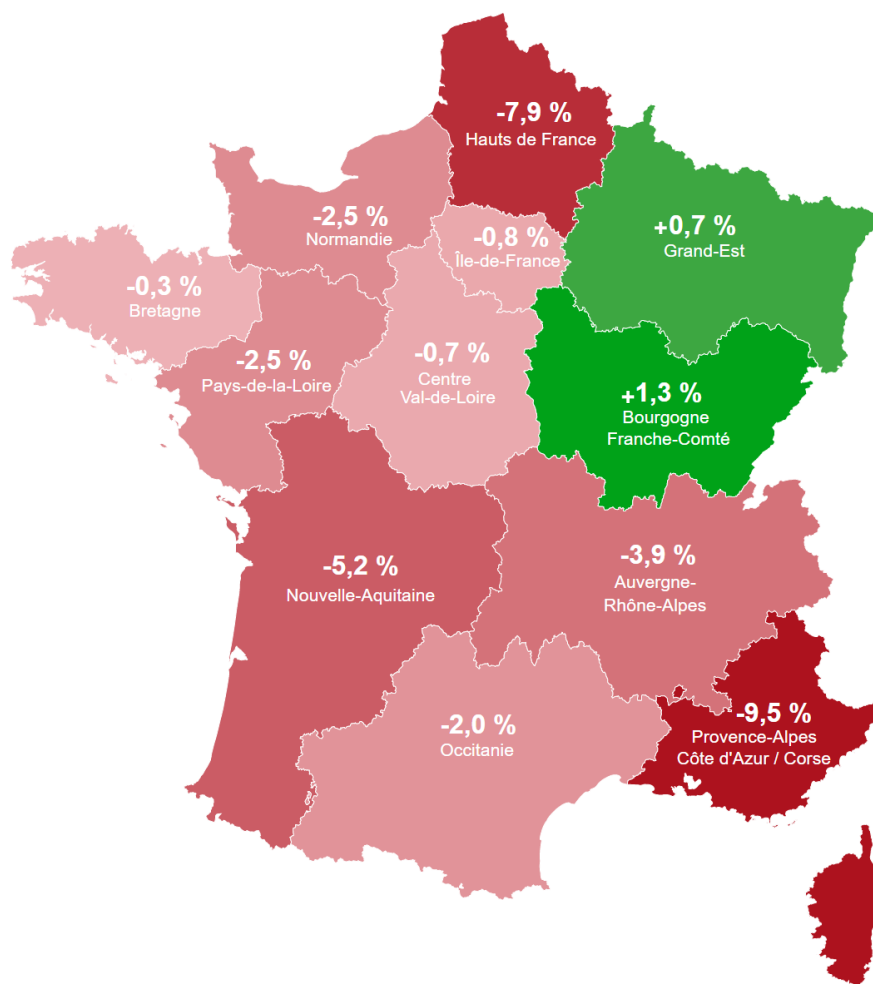 -7,9 %
Hauts de France
+0,7 %
Grand-Est
-2,5 %
Normandie
-0,8 %
Île-de-France
-0,3 %
Bretagne
-2,5 %
Pays-de-la-Loire
-0,7 %
Centre
Val-de-Loire
+1,3 %
Bourgogne
Franche-Comté
-5,2 %
Nouvelle-Aquitaine
-3,9 %
Auvergne-
Rhône-Alpes
-2,0 %
Occitanie
-9,5 %
Provence-Alpes
Côte d'Azur / Corse